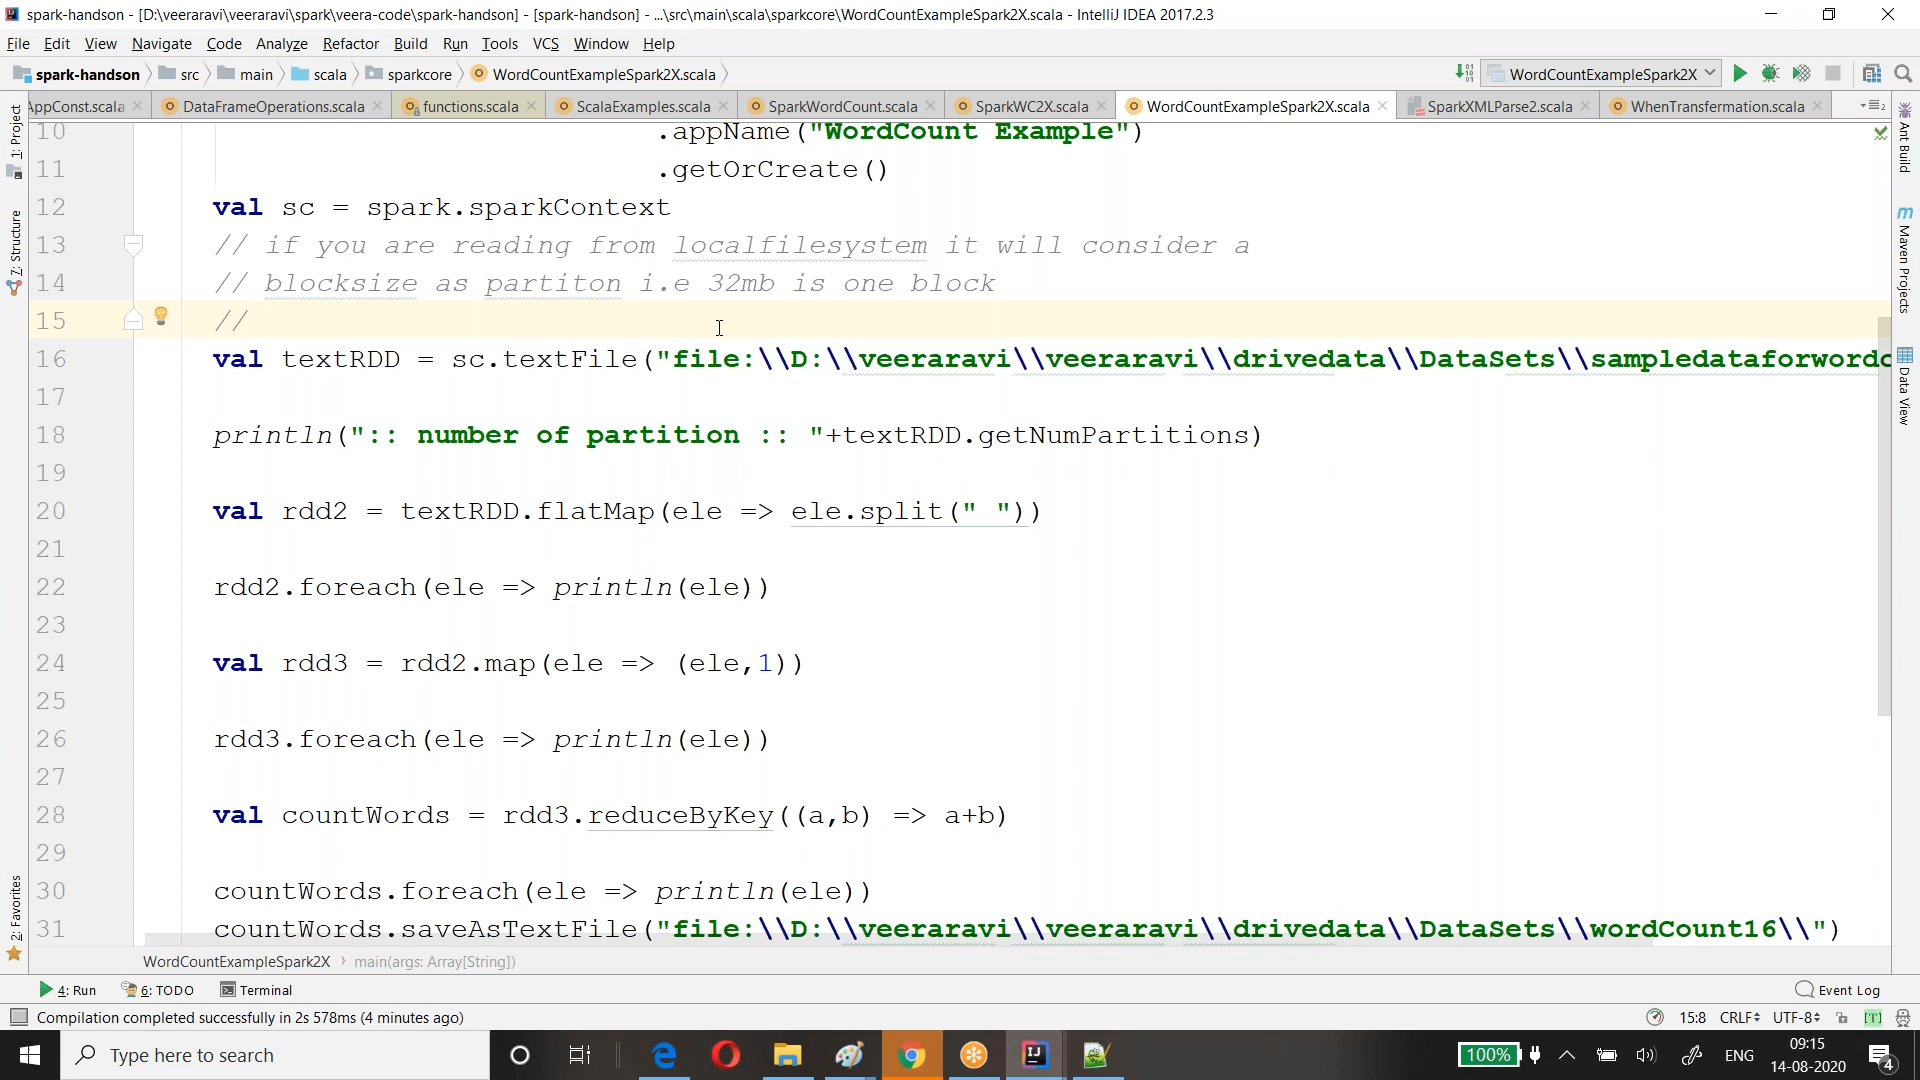 spark-handson - [D:\veeraravi\veeraravi\spark\veera-code\spark-handson] - [spark-handson] - ...\src\main\scala\sparkcore\WordCountExampleSpark2X.scala - IntelliJ IDEA 2017.2.3
File Edit View Navigate Code Analyze Refactor Build Run Tools VCS Window Help
spark-handson src main scala sparkcore WordCountExampleSpark2X.scala WordCountExampleSpark2X
AppConst.scala DataFrameOperations.scala functions.scala ScalaExamples.scala SparkWordCount.scala SparkWC2X.scala WordCountExampleSpark2X.scala SparkXMLParse2.scala WhenTransfermation.scala
1: Project
7: Structure
2: Favorites
Ant Build
Maven Projects
Data View
10 .appName("WordCount Example")
11 .getOrCreate()
12 val sc = spark.sparkContext
13 // if you are reading from localfilesystem it will consider a
14 // blocksize as partiton i.e 32mb is one block
15 //
16 val textRDD = sc.textFile("file:\\D:\\veeraravi\\veeraravi\\drivedata\\DataSets\\sampledataforwordc
17
18 println(":: number of partition :: "+textRDD.getNumPartitions)
19
20 val rdd2 = textRDD.flatMap(ele => ele.split(" "))
21
22 rdd2.foreach(ele => println(ele))
23
24 val rdd3 = rdd2.map(ele => (ele,1))
25
26 rdd3.foreach(ele => println(ele))
27
28 val countWords = rdd3.reduceByKey((a,b) => a+b)
29
30 countWords.foreach(ele => println(ele))
31 countWords.saveAsTextFile("file:\\D:\\veeraravi\\veeraravi\\drivedata\\DataSets\\wordCount16\\")
WordCountExampleSpark2X main(args: Array[String])
4: Run 6: TODO Terminal Event Log
Compilation completed successfully in 2s 578ms (4 minutes ago) 15:8 CRLF UTF-8 [T]
Type here to search 100% ENG 09:15
14-08-2020 4